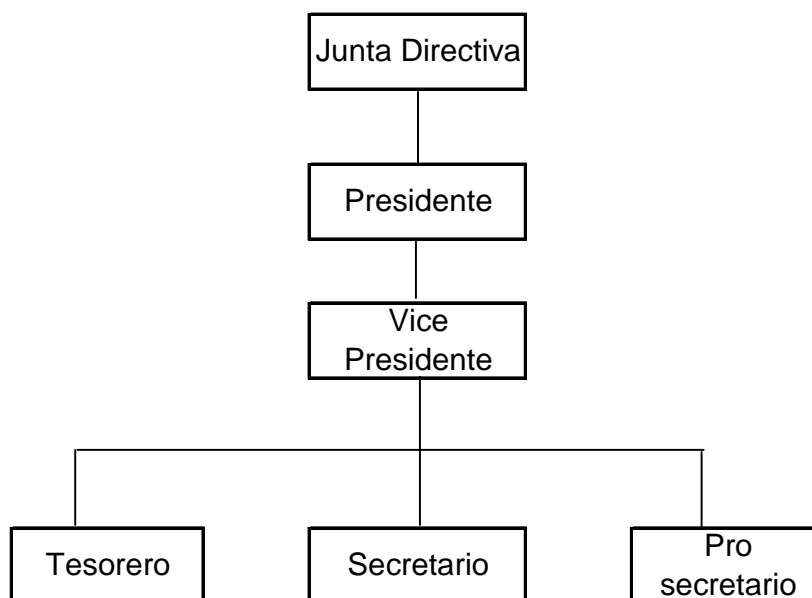 Junta Directiva
Presidente
Vice
Presidente
Tesorero
Secretario
Pro
secretario